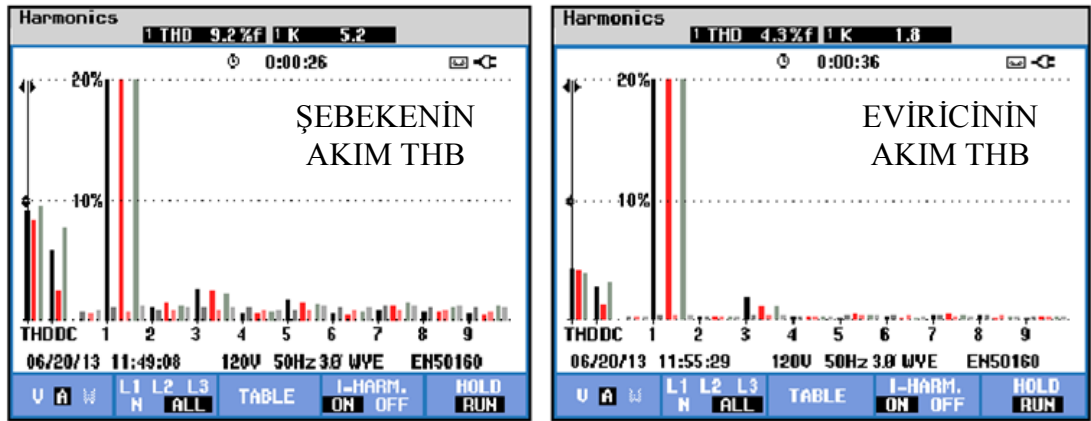 Harmonics
1 THD 9.2%f 1 K 5.2
0:00:26
20%
ŞEBEKENİN
AKIM THB
10%
THDDC 1 2 3 4 5 6 7 8 9
06/20/13 11:49:08 120V 50Hz 3.Ø WYE EN50160
V A W L1 L2 L3 N ALL TABLE I-HARM. ON OFF HOLD RUN
Harmonics
1 THD 4.3%f 1 K 1.8
0:00:36
20%
EVİRİCİNİN
AKIM THB
10%
THDDC 1 2 3 4 5 6 7 8 9
06/20/13 11:55:29 120V 50Hz 3.Ø WYE EN50160
V A W L1 L2 L3 N ALL TABLE I-HARM. ON OFF HOLD RUN